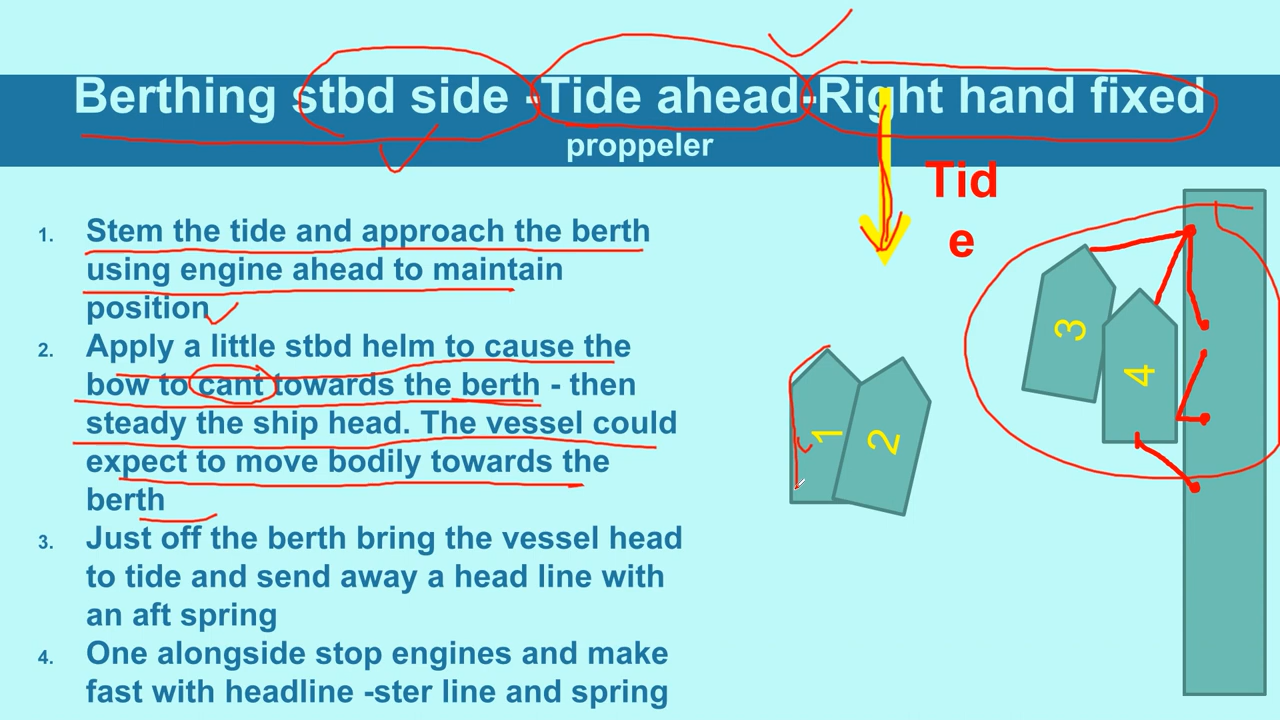 Berthing stbd side -Tide ahead-Right hand fixed
proppeler
Tid
e
1. Stem the tide and approach the berth
using engine ahead to maintain
position
2. Apply a little stbd helm to cause the
bow to cant towards the berth - then
steady the ship head. The vessel could
expect to move bodily towards the
berth
3. Just off the berth bring the vessel head
to tide and send away a head line with
an aft spring
4. One alongside stop engines and make
fast with headline -ster line and spring
1
2
3
4